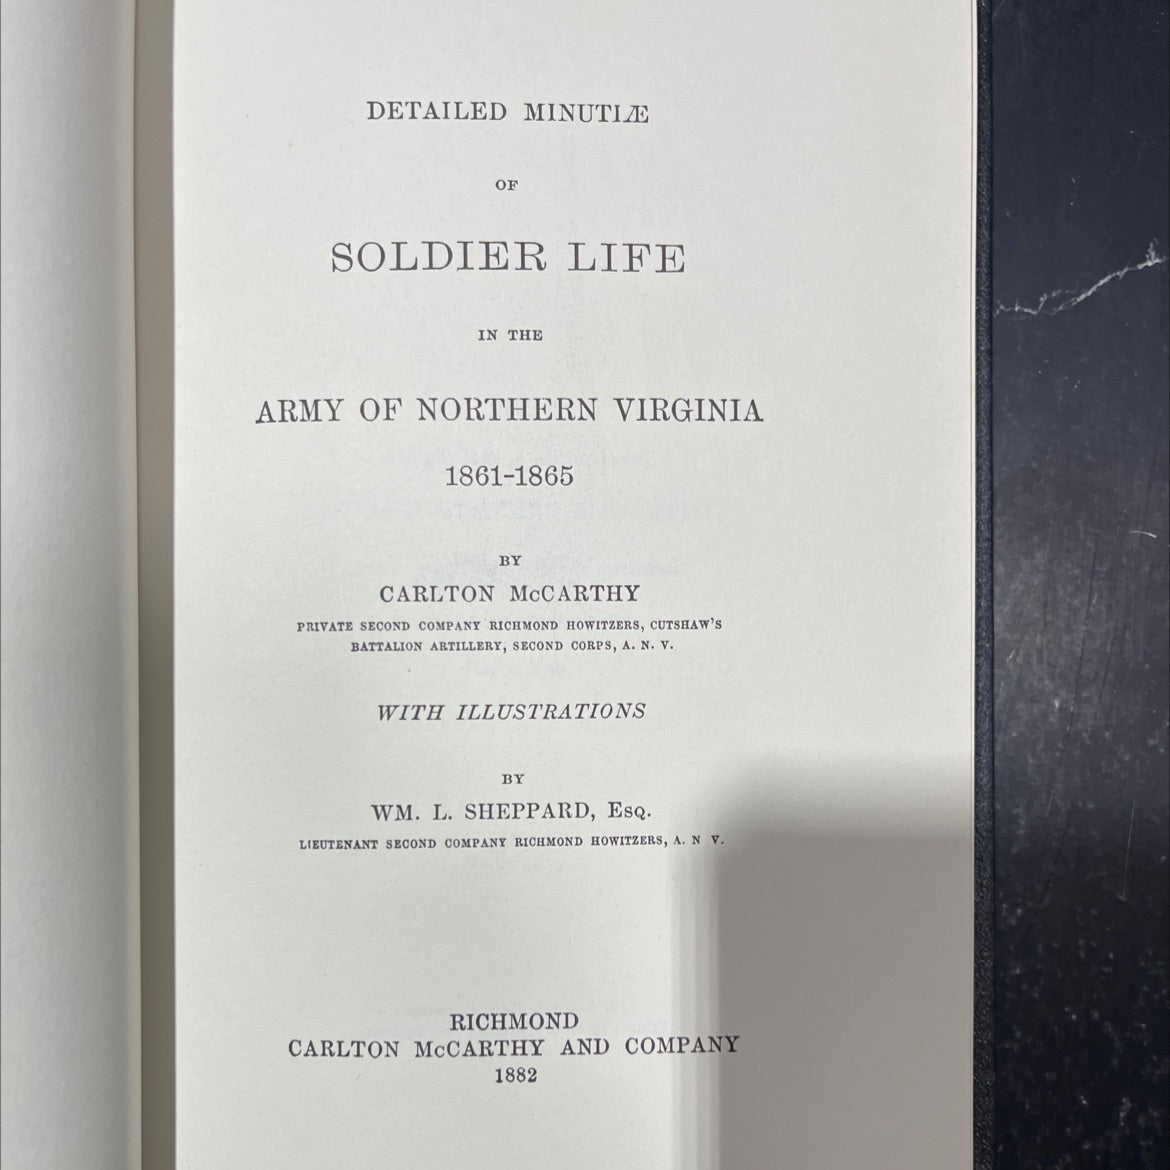 DETAILED MINUTIÆ
OF
SOLDIER LIFE
IN THE
ARMY OF NORTHERN VIRGINIA
1861-1865
BY
CARLTON McCARTHY
PRIVATE SECOND COMPANY RICHMOND HOWITZERS, CUTSHAW'S
BATTALION ARTILLERY, SECOND CORPS, A. N. V.
WITH ILLUSTRATIONS
BY
WM. L. SHEPPARD, Esq.
LIEUTENANT SECOND COMPANY RICHMOND HOWITZERS, A. N V.
RICHMOND
CARLTON McCARTHY AND COMPANY
1882